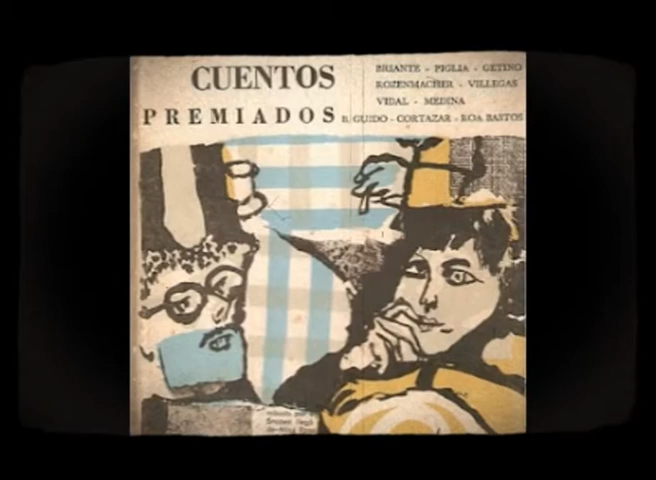 CUENTOS
PREMIADOS
BRIANTE - PIGLIA - GETINO
ROZENMACHER - VILLEGAS
VIDAL - MEDINA
B. GUIDO - CORTAZAR - ROA BASTOS